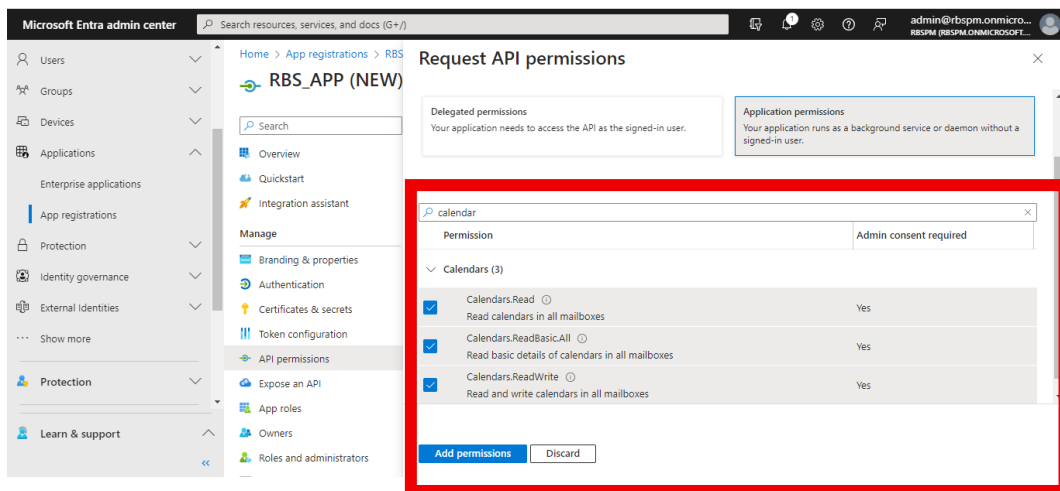 Microsoft Entra admin center
Search resources, services, and docs (G+/)
1
admin@rbspm.onmicro...
RBSPM (RBSPM.ONMICROSOFT....
Users
Groups
Devices
Applications
Enterprise applications
App registrations
Protection
Identity governance
External Identities
Show more
Protection
Learn & support
Home > App registrations > RBS
RBS_APP (NEW)
Search
Overview
Quickstart
Integration assistant
Manage
Branding & properties
Authentication
Certificates & secrets
Token configuration
API permissions
Expose an API
App roles
Owners
Roles and administrators
Request API permissions
Delegated permissions
Your application needs to access the API as the signed-in user.
Application permissions
Your application runs as a background service or daemon without a
signed-in user.
calendar
Permission
Admin consent required
Calendars (3)
Calendars.Read
Read calendars in all mailboxes
Yes
Calendars.ReadBasic.All
Read basic details of calendars in all mailboxes
Yes
Calendars.ReadWrite
Read and write calendars in all mailboxes
Yes
Add permissions
Discard